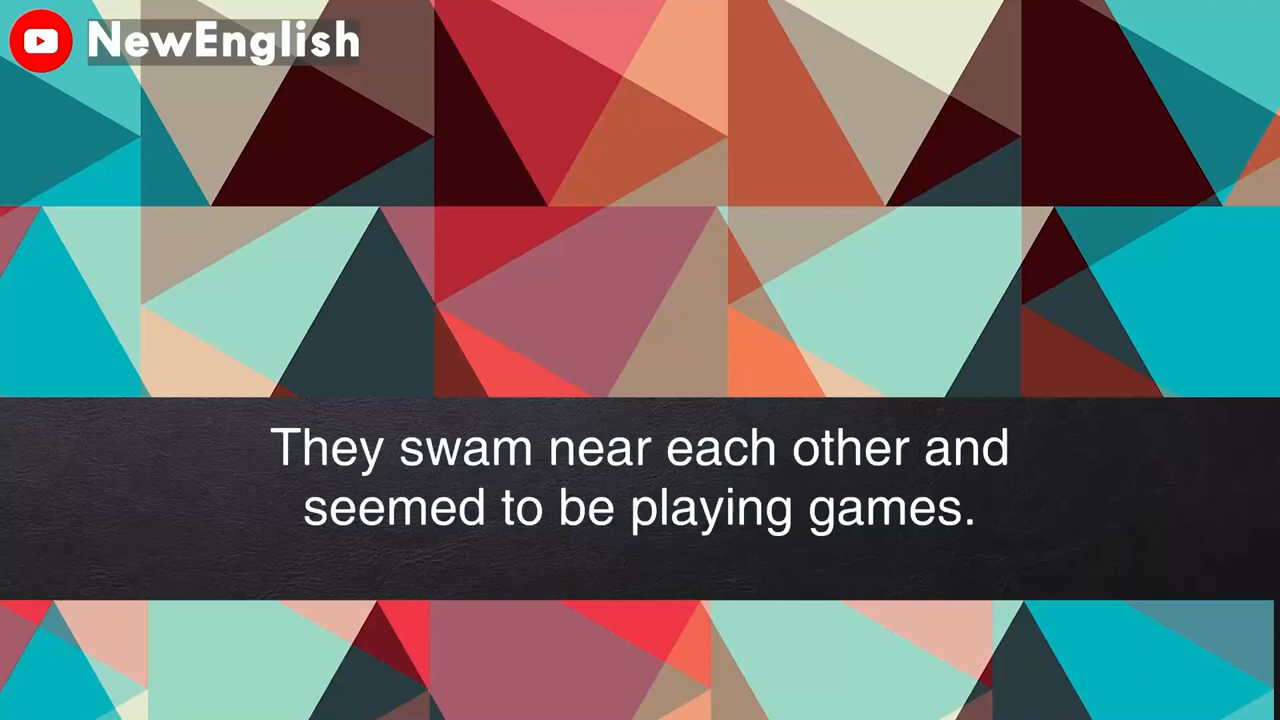 NewEnglish
They swam near each other and
seemed to be playing games.